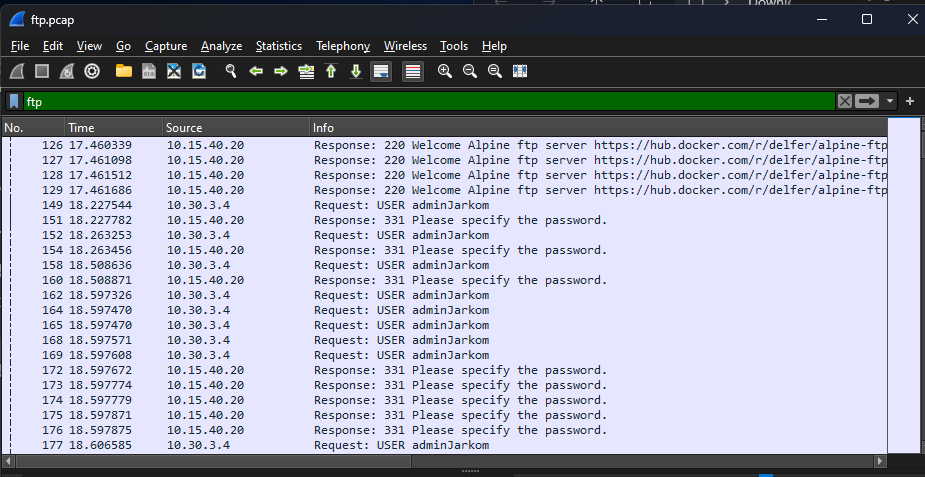 Downl
ftp.pcap
File Edit View Go Capture Analyze Statistics Telephony Wireless Tools Help
ftp
No. Time Source Info
126 17.460339 10.15.40.20 Response: 220 Welcome Alpine ftp server https://hub.docker.com/r/delfer/alpine-ftp
127 17.461098 10.15.40.20 Response: 220 Welcome Alpine ftp server https://hub.docker.com/r/delfer/alpine-ftp
128 17.461512 10.15.40.20 Response: 220 Welcome Alpine ftp server https://hub.docker.com/r/delfer/alpine-ftp
129 17.461686 10.15.40.20 Response: 220 Welcome Alpine ftp server https://hub.docker.com/r/delfer/alpine-ftp
149 18.227544 10.30.3.4 Request: USER adminJarkom
151 18.227782 10.15.40.20 Response: 331 Please specify the password.
152 18.263253 10.30.3.4 Request: USER adminJarkom
154 18.263456 10.15.40.20 Response: 331 Please specify the password.
158 18.508636 10.30.3.4 Request: USER adminJarkom
160 18.508871 10.15.40.20 Response: 331 Please specify the password.
162 18.597326 10.30.3.4 Request: USER adminJarkom
164 18.597470 10.30.3.4 Request: USER adminJarkom
165 18.597470 10.30.3.4 Request: USER adminJarkom
168 18.597571 10.30.3.4 Request: USER adminJarkom
169 18.597608 10.30.3.4 Request: USER adminJarkom
172 18.597672 10.15.40.20 Response: 331 Please specify the password.
173 18.597774 10.15.40.20 Response: 331 Please specify the password.
174 18.597779 10.15.40.20 Response: 331 Please specify the password.
175 18.597871 10.15.40.20 Response: 331 Please specify the password.
176 18.597875 10.15.40.20 Response: 331 Please specify the password.
177 18.606585 10.30.3.4 Request: USER adminJarkom